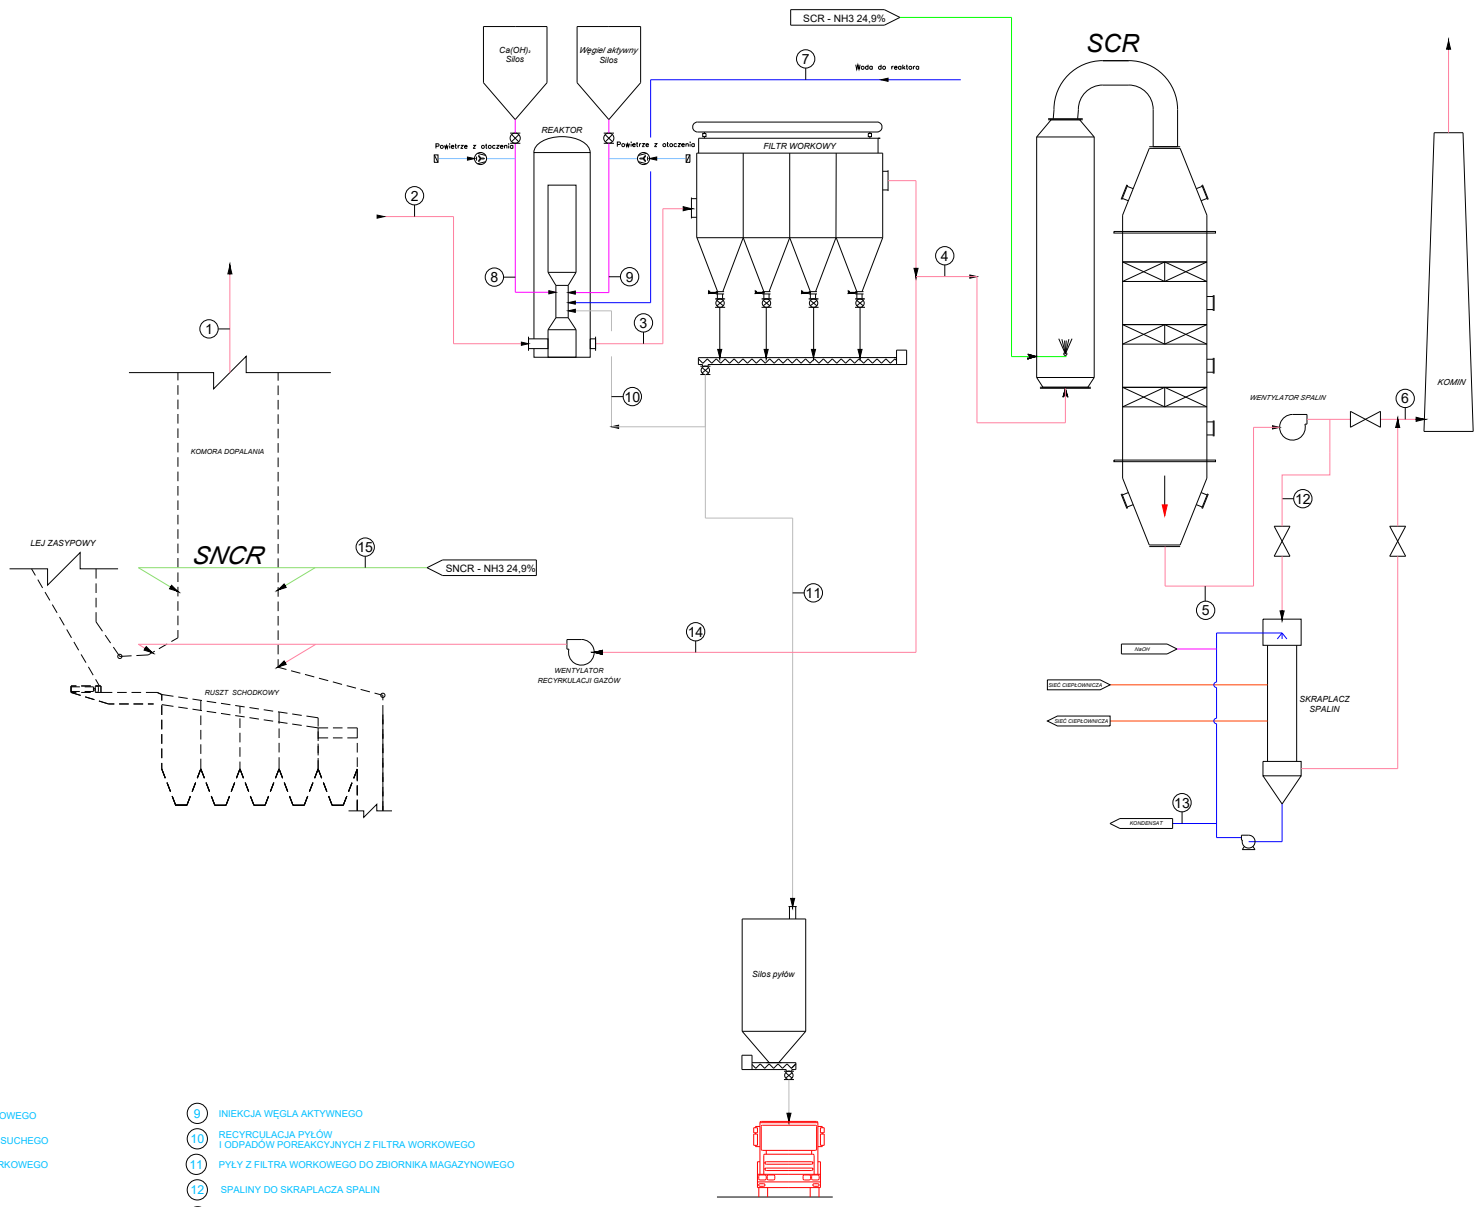 SCR - NH3 24,9%
SCR
Ca(OH)₂
Silos
Węgiel aktywny
Silos
7
Woda do reaktora
REAKTOR
Powietrze z otoczenia
Powietrze z otoczenia
FILTR WORKOWY
2
8
9
4
1
3
10
KOMIN
WENTYLATOR SPALIN
6
KOMORA DOPALANIA
12
LEJ ZASYPOWY
SNCR
15
SNCR - NH3 24,9%
11
5
14
WENTYLATOR
RECYRKULACJI GAZÓW
NaOH
SIEĆ CIEPŁOWNICZA
SIEĆ CIEPŁOWNICZA
SKRAPLACZ
SPALIN
RUSZT SCHODKOWY
13
KONDENSAT
Silos pyłów
OWEGO
SUCHEGO
RKOWEGO
9 INIEKCJA WĘGLA AKTYWNEGO
10 RECYRCULACJA PYŁÓW
I ODPADÓW POREAKCYJNYCH Z FILTRA WORKOWEGO
11 PYŁY Z FILTRA WORKOWEGO DO ZBIORNIKA MAGAZYNOWEGO
12 SPALINY DO SKRAPLACZA SPALIN